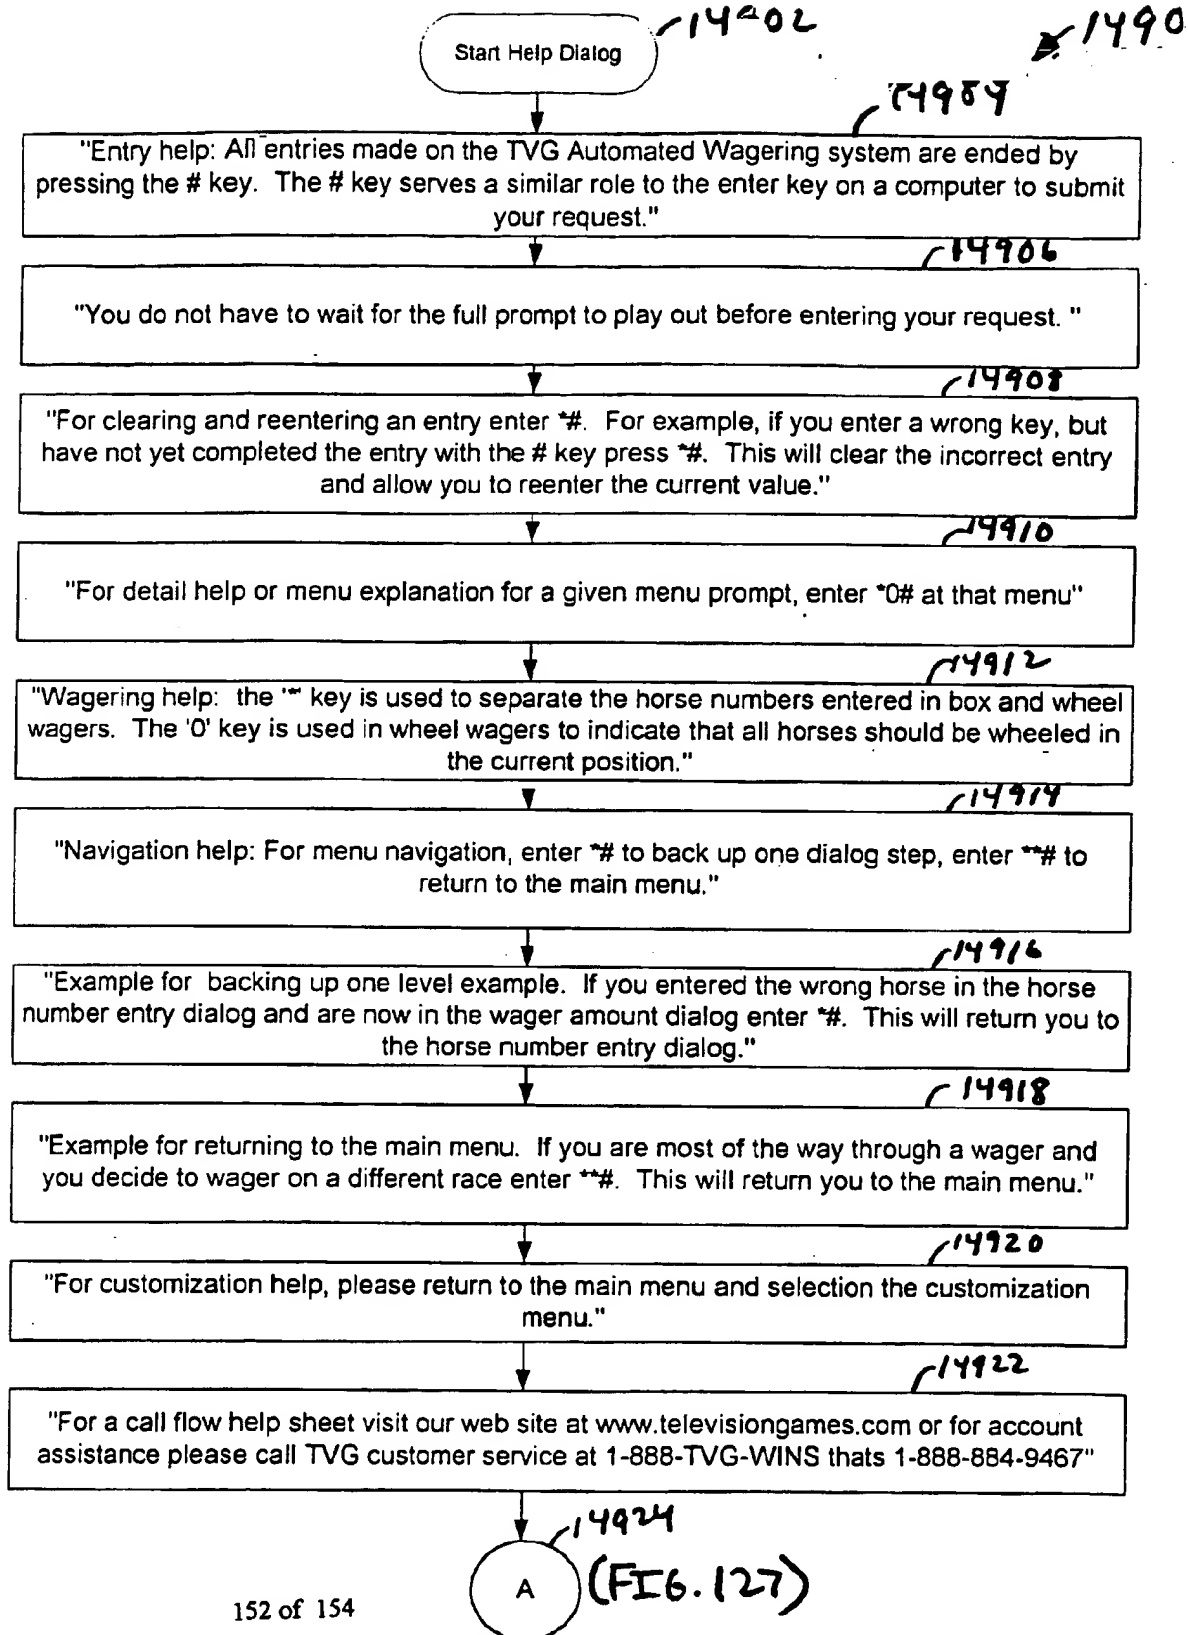 14902
1490
Start Help Dialog
14904
"Entry help: All entries made on the TVG Automated Wagering system are ended by
pressing the # key. The # key serves a similar role to the enter key on a computer to submit
your request."
14906
"You do not have to wait for the full prompt to play out before entering your request. "
14908
"For clearing and reentering an entry enter *#. For example, if you enter a wrong key, but
have not yet completed the entry with the # key press *#. This will clear the incorrect entry
and allow you to reenter the current value."
14910
"For detail help or menu explanation for a given menu prompt, enter *0# at that menu"
14912
"Wagering help: the '*' key is used to separate the horse numbers entered in box and wheel
wagers. The '0' key is used in wheel wagers to indicate that all horses should be wheeled in
the current position."
14914
"Navigation help: For menu navigation, enter *# to back up one dialog step, enter **# to
return to the main menu."
14916
"Example for backing up one level example. If you entered the wrong horse in the horse
number entry dialog and are now in the wager amount dialog enter *#. This will return you to
the horse number entry dialog."
14918
"Example for returning to the main menu. If you are most of the way through a wager and
you decide to wager on a different race enter **#. This will return you to the main menu."
14920
"For customization help, please return to the main menu and selection the customization
menu."
14922
"For a call flow help sheet visit our web site at www.televisiongames.com or for account
assistance please call TVG customer service at 1-888-TVG-WINS thats 1-888-884-9467"
14924
A
(FIG. 127)
152 of 154